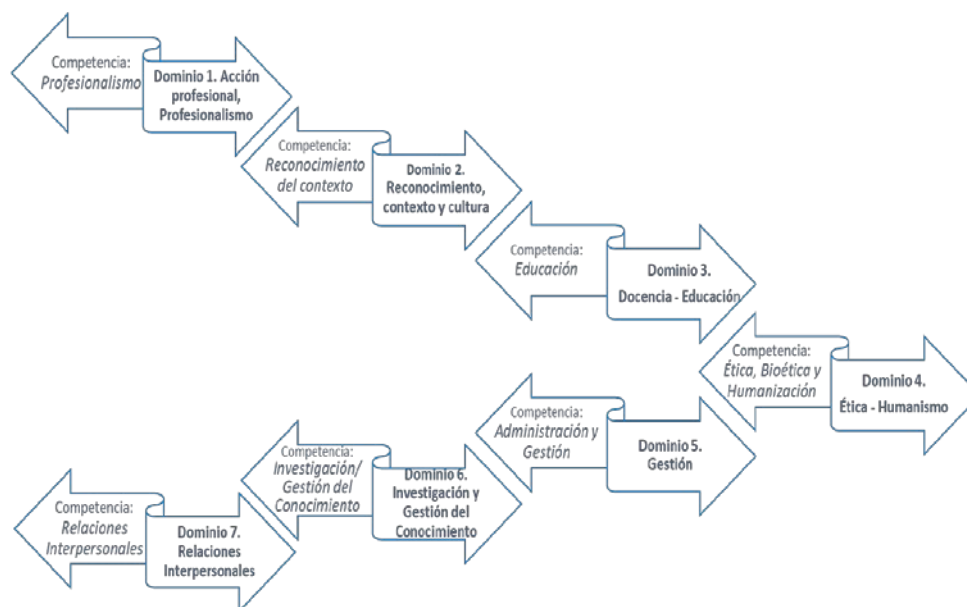 Competencia:
Profesionalismo
Dominio 1. Acción
profesional,
Profesionalismo
Competencia:
Reconocimiento
del contexto
Dominio 2.
Reconocimiento,
contexto y cultura
Competencia:
Educación
Dominio 3.
Docencia - Educación
Competencia:
Ética, Bioética y
Humanización
Dominio 4.
Ética - Humanismo
Competencia:
Administración y
Gestión
Dominio 5.
Gestión
Competencia:
Investigación/
Gestión del
Conocimiento
Dominio 6.
Investigación y
Gestión del
Conocimiento
Competencia:
Relaciones
Interpersonales
Dominio 7.
Relaciones
Interpersonales